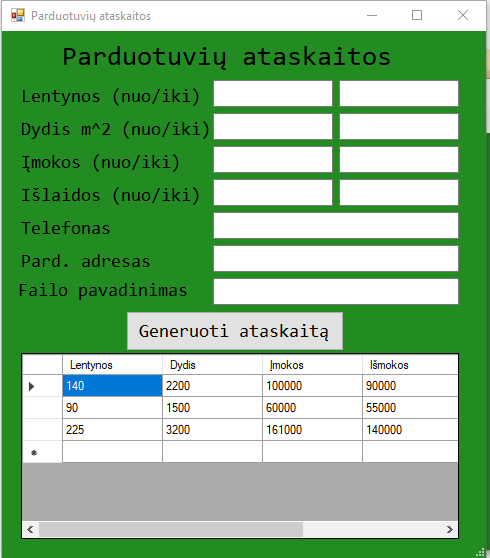 Parduotuvių ataskaitos
Parduotuvių ataskaitos
Lentynos (nuo/iki)
Dydis m^2 (nuo/iki)
Įmokos (nuo/iki)
Išlaidos (nuo/iki)
Telefonas
Pard. adresas
Failo pavadinimas
Generuoti ataskaitą
Lentynos Dydis Įmokos Išmokos
140 2200 100000 90000
90 1500 60000 55000
225 3200 161000 140000